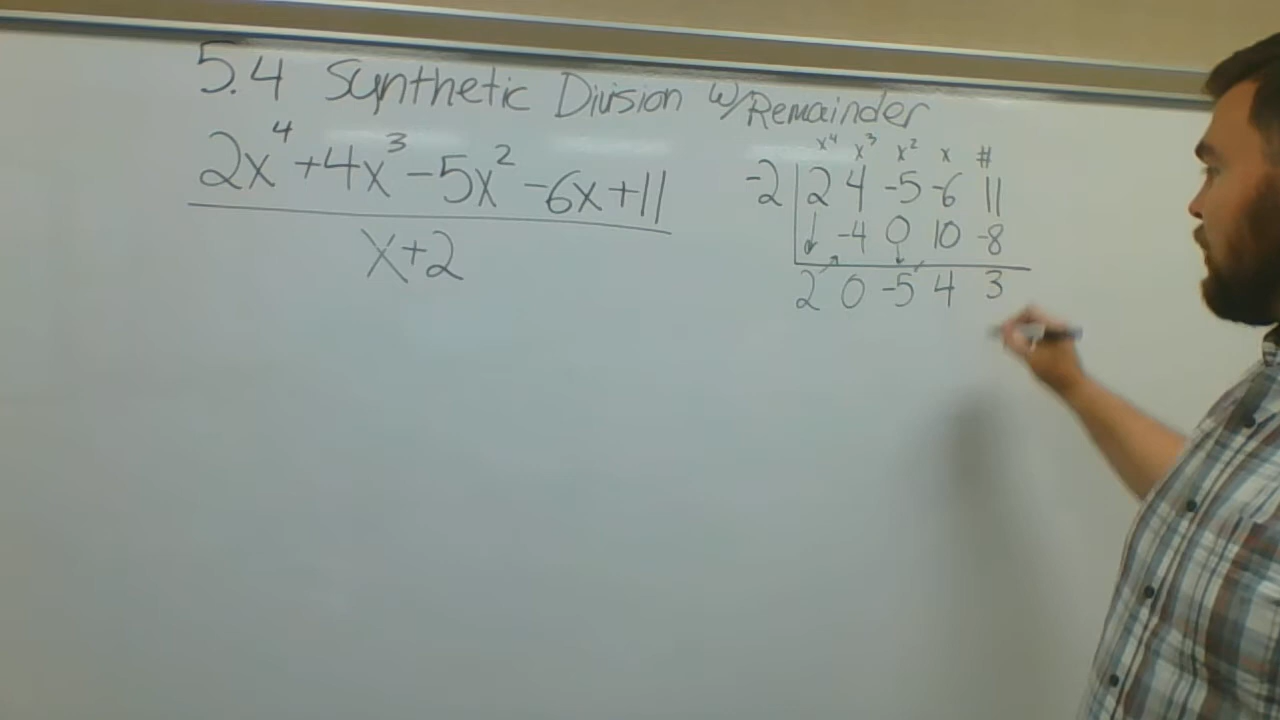 5.4 Synthetic Division w/Remainder
2x⁴+4x³-5x²-6x+11
x+2
x⁴ x³ x² x #
-2 2 4 -5 -6 11
-4 0 10 -8
2 0 -5 4 3